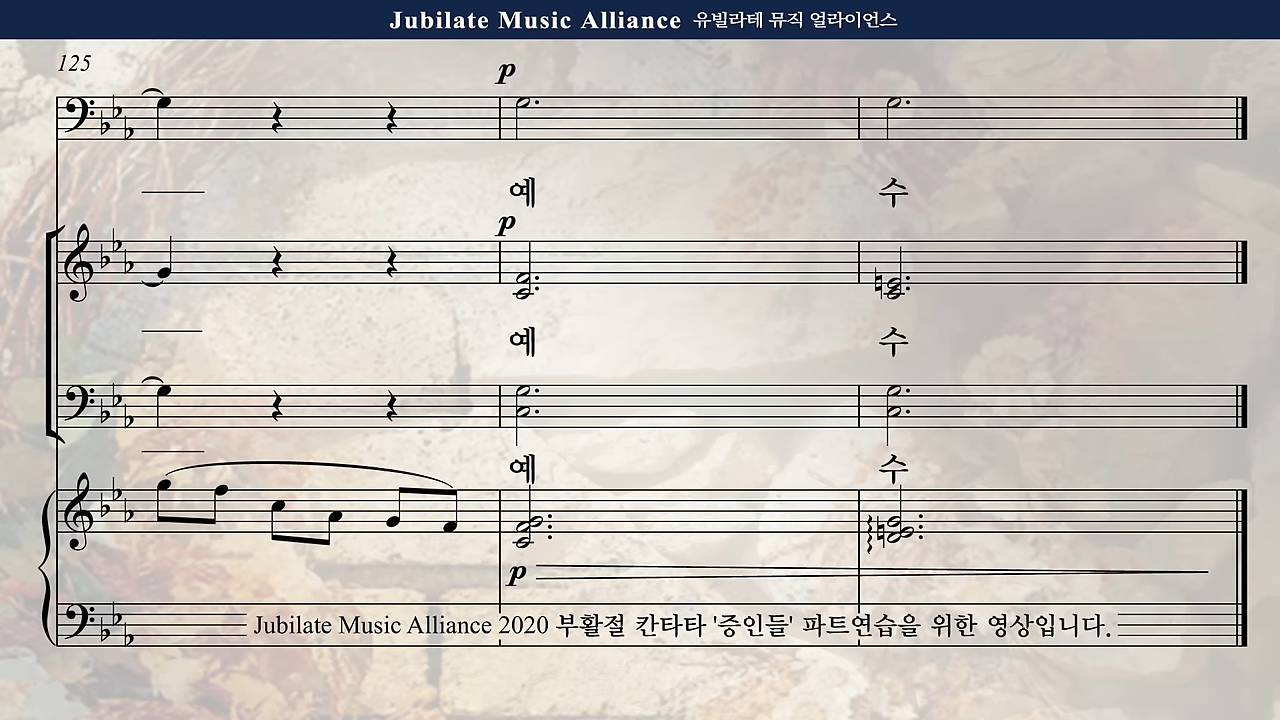 Jubilate Music Alliance 유빌라테 뮤직 얼라이언스
125
p
예 수
p
예 수
예 수
p
Jubilate Music Alliance 2020 부활절 칸타타 '증인들' 파트연습을 위한 영상입니다.